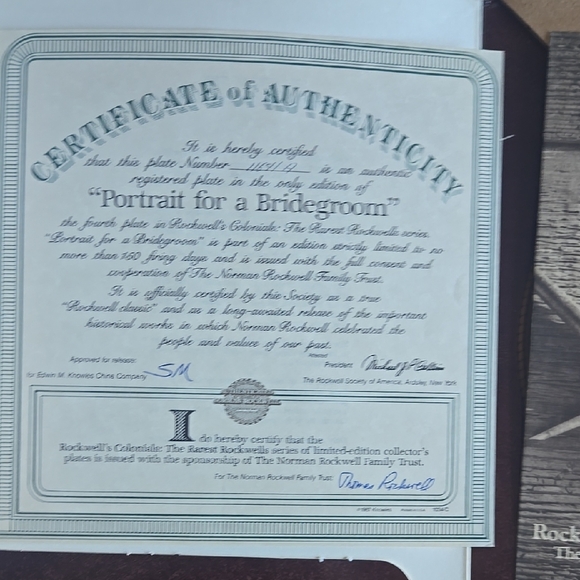 CERTIFICATE of AUTHENTICITY
It is hereby certified
that this plate Number is an authentic
registered plate in the only edition of
“Portrait for a Bridegroom”
the fourth plate in Rockwell's Colonials: The Rarest Rockwells series.
“Portrait for a Bridegroom” is part of an edition strictly limited to no
more than 150 firing days and is issued with the full consent and
cooperation of The Norman Rockwell Family Trust.
It is officially certified by this Society as a true
“Rockwell classic” and as a long-awaited release of the important
historical works in which Norman Rockwell celebrated the
people and values of our past.
Approved for release:
for Edwin M. Knowles China Company SM
President
The Rockwell Society of America, Ardsley, New York
I do hereby certify that the
Rockwell's Colonials: The Rarest Rockwells series of limited-edition collector's
plates is issued with the sponsorship of The Norman Rockwell Family Trust.
For The Norman Rockwell Family Trust: Thomas Rockwell
Rock
The